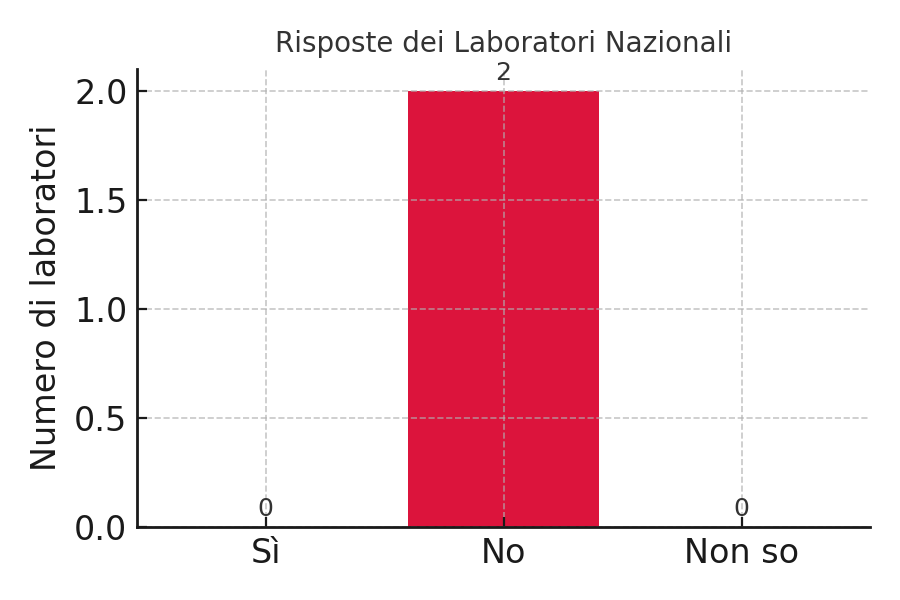 Risposte dei Laboratori Nazionali
2
2.0
1.5
1.0
0.5
0.0
Numero di laboratori
0
0
Sì
No
Non so